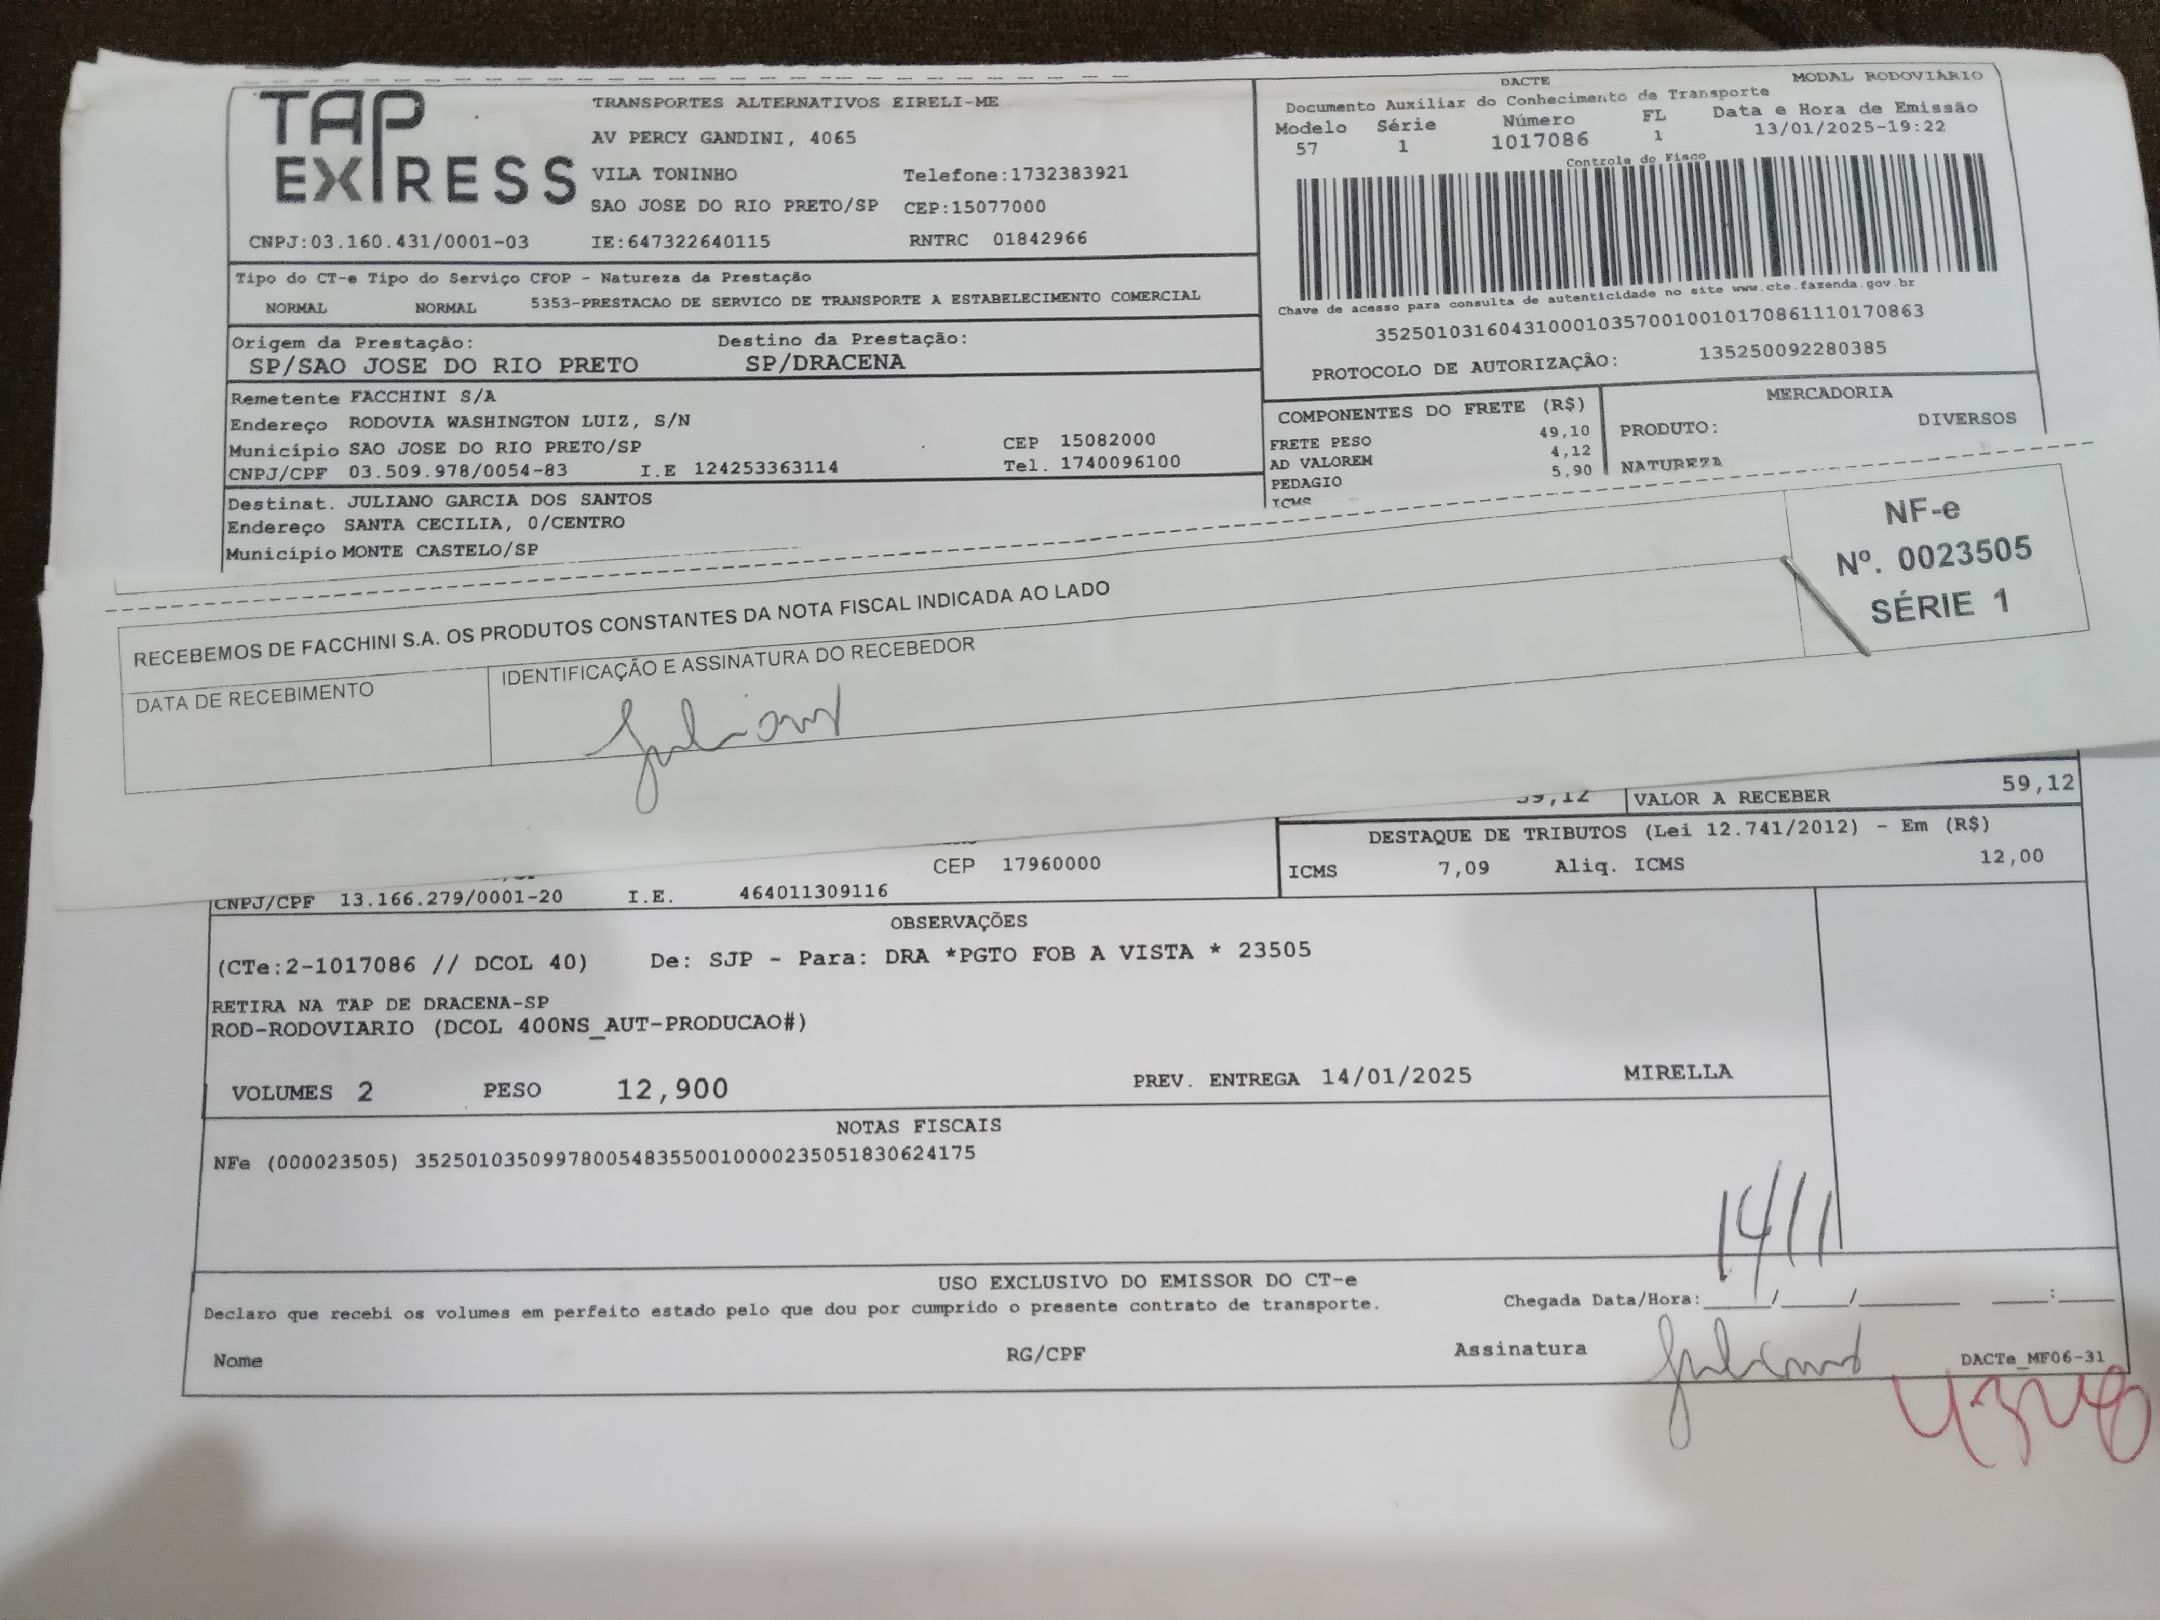 TAP EXPRESS
TRANSPORTES ALTERNATIVOS EIRELI-ME
AV PERCY GANDINI, 4065
VILA TONINHO Telefone:1732383921
SAO JOSE DO RIO PRETO/SP CEP:15077000
CNPJ:03.160.431/0001-03 IE:647322640115 RNTRC 01842966
DACTE MODAL RODOVIÁRIO
Documento Auxiliar do Conhecimento de Transporte
Modelo Série Número FL Data e Hora de Emissão
57 1 1017086 1 13/01/2025-19:22
Controle do Fisco
Chave de acesso para consulta de autenticidade no site www.cte.fazenda.gov.br
35250103160431000103570010010170861110170863
PROTOCOLO DE AUTORIZAÇÃO: 135250092280385
Tipo do CT-e Tipo do Serviço CFOP - Natureza da Prestação
NORMAL NORMAL 5353-PRESTACAO DE SERVICO DE TRANSPORTE A ESTABELECIMENTO COMERCIAL
Origem da Prestação: Destino da Prestação:
SP/SAO JOSE DO RIO PRETO SP/DRACENA
Remetente FACCHINI S/A
Endereço RODOVIA WASHINGTON LUIZ, S/N
Município SAO JOSE DO RIO PRETO/SP CEP 15082000
CNPJ/CPF 03.509.978/0054-83 I.E 124253363114 Tel. 1740096100
COMPONENTES DO FRETE (R$)
FRETE PESO 49,10
AD VALOREM 4,12
PEDAGIO 5,90
ICMS
MERCADORIA
PRODUTO: DIVERSOS
NATUREZA
Destinat. JULIANO GARCIA DOS SANTOS
Endereço SANTA CECILIA, 0/CENTRO
Município MONTE CASTELO/SP
RECEBEMOS DE FACCHINI S.A. OS PRODUTOS CONSTANTES DA NOTA FISCAL INDICADA AO LADO
DATA DE RECEBIMENTO IDENTIFICAÇÃO E ASSINATURA DO RECEBEDOR
NF-e
Nº. 0023505
SÉRIE 1
59,12 VALOR A RECEBER 59,12
DESTAQUE DE TRIBUTOS (Lei 12.741/2012) - Em (R$)
ICMS 7,09 Aliq. ICMS 12,00
CEP 17960000
CNPJ/CPF 13.166.279/0001-20 I.E. 464011309116
OBSERVAÇÕES
(CTe:2-1017086 // DCOL 40) De: SJP - Para: DRA *PGTO FOB A VISTA * 23505
RETIRA NA TAP DE DRACENA-SP
ROD-RODOVIARIO (DCOL 400NS_AUT-PRODUCAO#)
VOLUMES 2 PESO 12,900 PREV. ENTREGA 14/01/2025 MIRELLA
NOTAS FISCAIS
NFe (000023505) 35250103509978005483550010000235051830624175
14/1
USO EXCLUSIVO DO EMISSOR DO CT-e
Declaro que recebi os volumes em perfeito estado pelo que dou por cumprido o presente contrato de transporte. Chegada Data/Hora:____/____/______ ____:____
Nome RG/CPF Assinatura DACTe_MF06-31